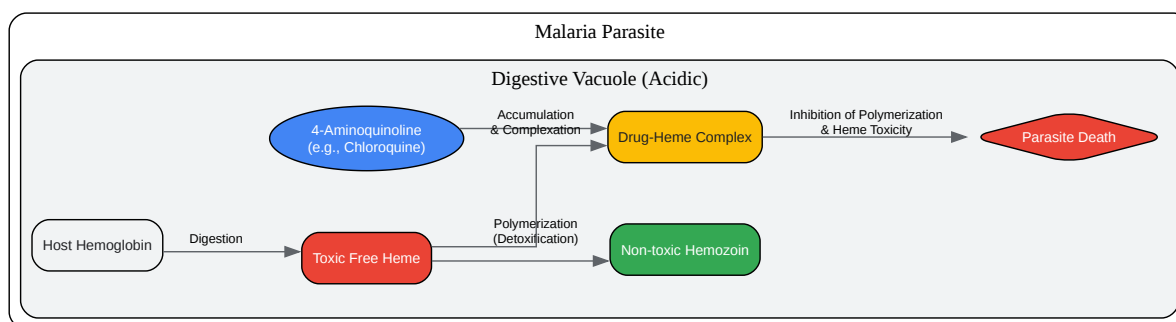 Malaria Parasite
Digestive Vacuole (Acidic)
4-Aminoquinoline
(e.g., Chloroquine)
Accumulation
& Complexation
Drug-Heme Complex
Inhibition of Polymerization
& Heme Toxicity
Parasite Death
Host Hemoglobin
Digestion
Toxic Free Heme
Polymerization
(Detoxification)
Non-toxic Hemozoin